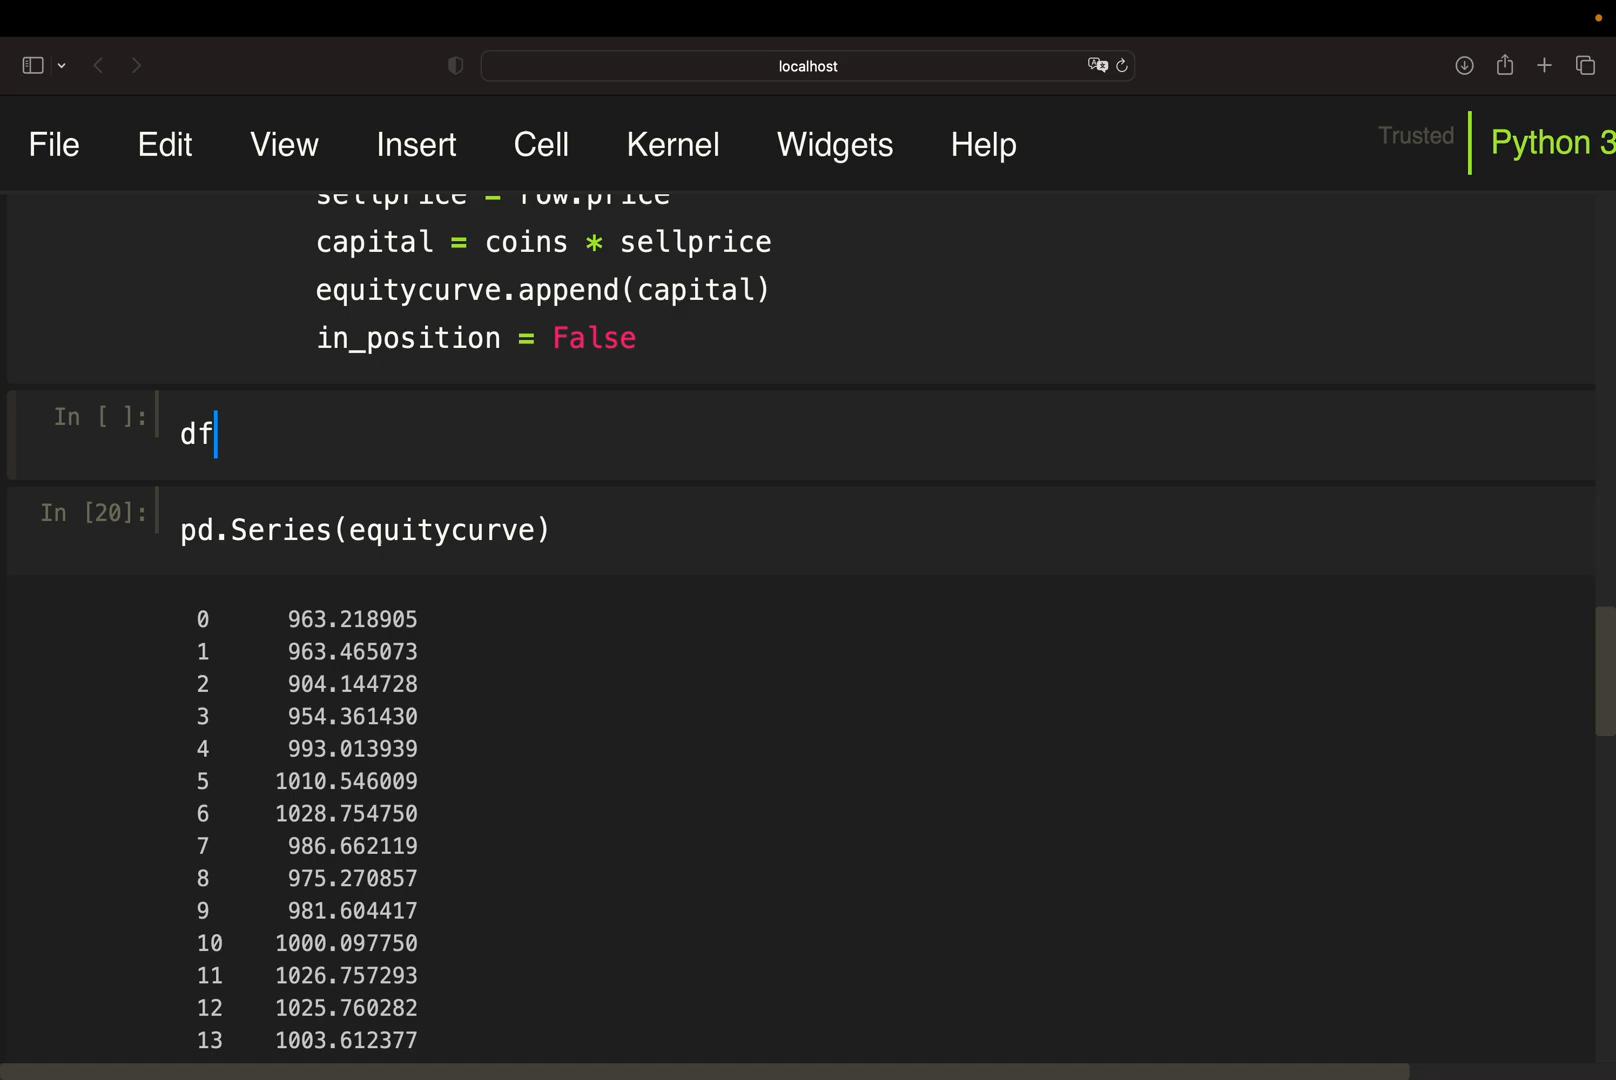 localhost
File Edit View Insert Cell Kernel Widgets Help Trusted Python 3
sellprice = row.price
capital = coins * sellprice
equitycurve.append(capital)
in_position = False
In [ ]: df
In [20]: pd.Series(equitycurve)
0 963.218905
1 963.465073
2 904.144728
3 954.361430
4 993.013939
5 1010.546009
6 1028.754750
7 986.662119
8 975.270857
9 981.604417
10 1000.097750
11 1026.757293
12 1025.760282
13 1003.612377